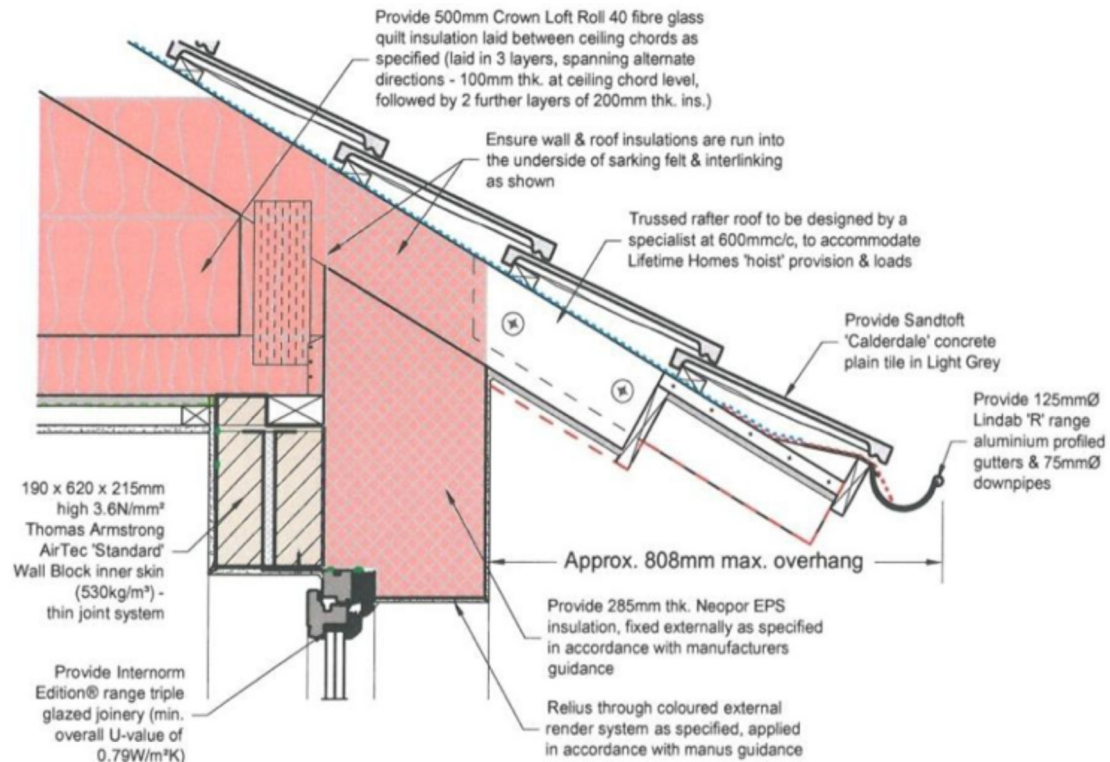 Provide 500mm Crown Loft Roll 40 fibre glass
quilt insulation laid between ceiling chords as
specified (laid in 3 layers, spanning alternate
directions - 100mm thk. at ceiling chord level,
followed by 2 further layers of 200mm thk. ins.)
Ensure wall & roof insulations are run into
the underside of sarking felt & interlinking
as shown
Trussed rafter roof to be designed by a
specialist at 600mmc/c, to accommodate
Lifetime Homes 'hoist' provision & loads
Provide Sandtoft
'Calderdale' concrete
plain tile in Light Grey
Provide 125mmØ
Lindab 'R' range
aluminium profiled
gutters & 75mmØ
downpipes
190 x 620 x 215mm
high 3.6N/mm²
Thomas Armstrong
AirTec 'Standard'
Wall Block inner skin
(530kg/m³) -
thin joint system
Approx. 808mm max. overhang
Provide 285mm thk. Neopor EPS
insulation, fixed externally as specified
in accordance with manufacturers
guidance
Provide Internorm
Edition® range triple
glazed joinery (min.
overall U-value of
0.79W/m²K)
Relius through coloured external
render system as specified, applied
in accordance with manus guidance